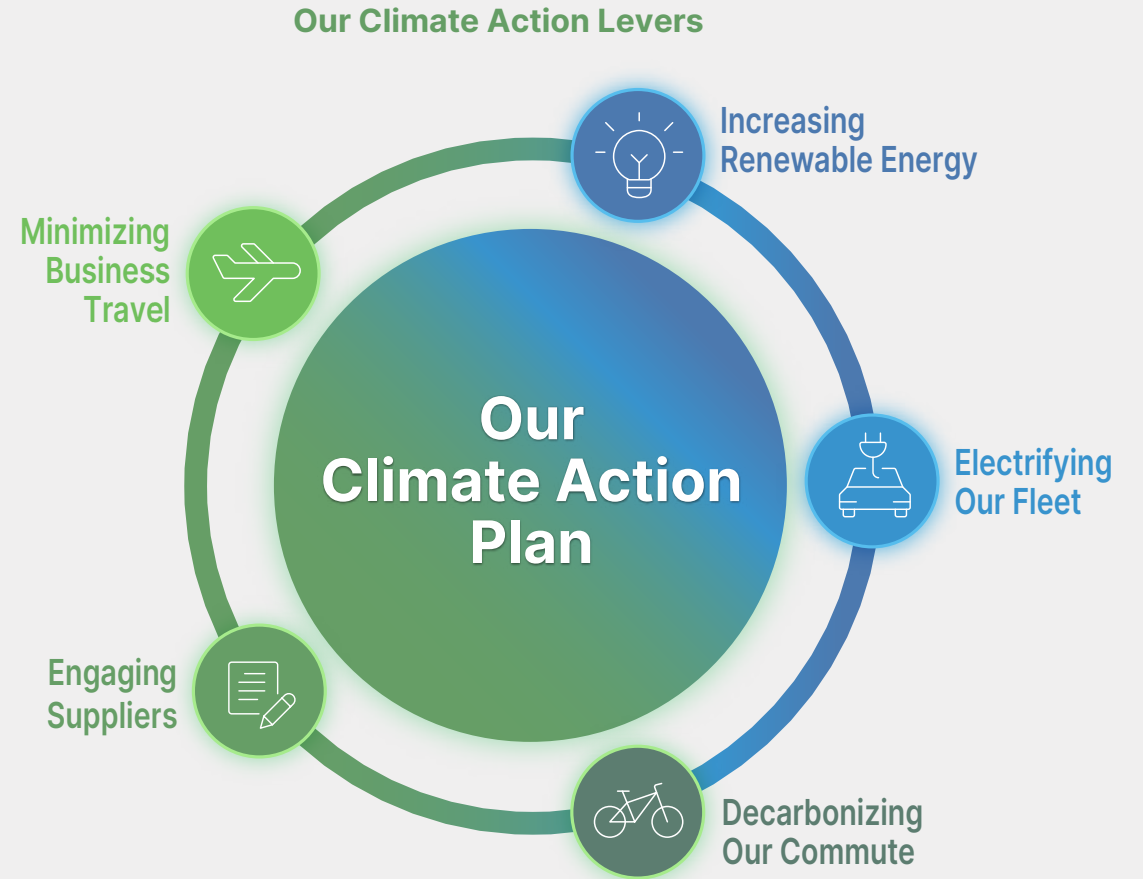 Our Climate Action Levers
Increasing
Renewable Energy
Minimizing
Business
Travel
Our
Climate Action
Plan
Electrifying
Our Fleet
Engaging
Suppliers
Decarbonizing
Our Commute